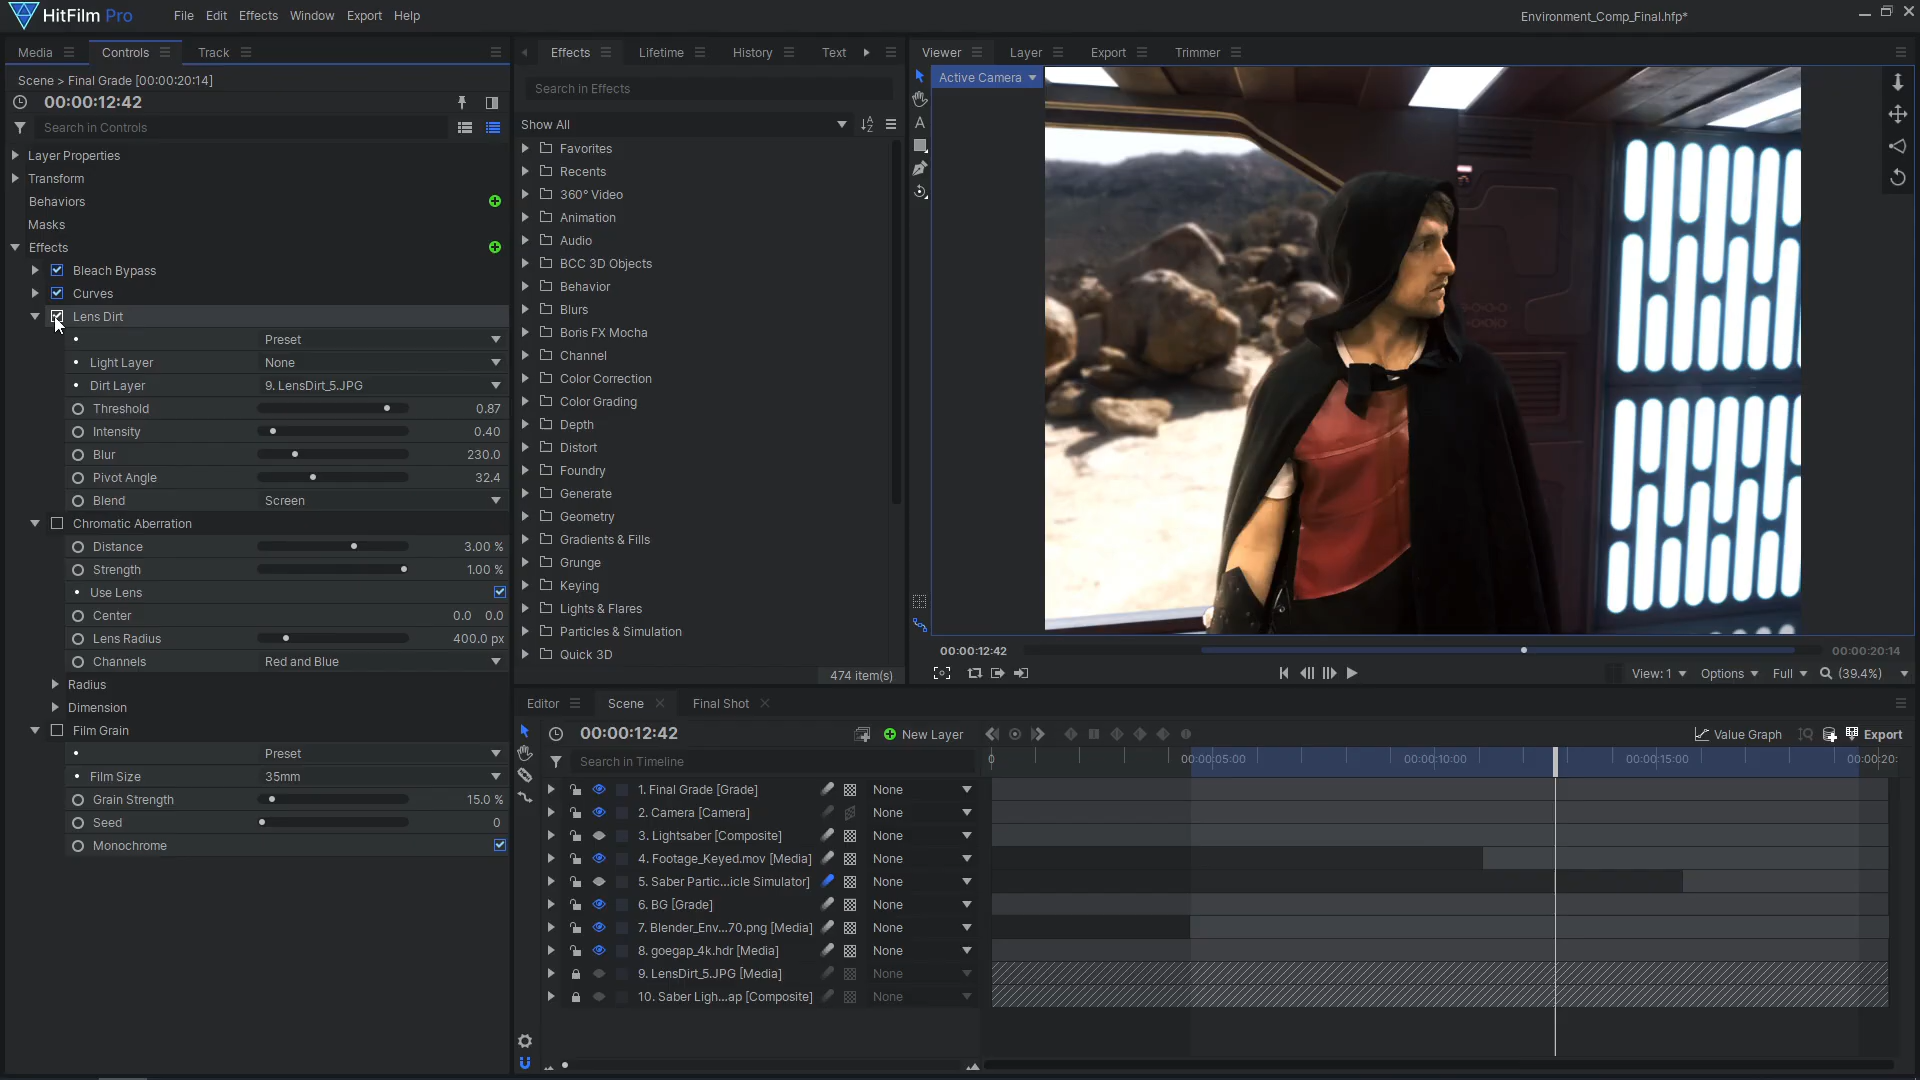 HitFilm Pro
File Edit Effects Window Export Help
Environment_Comp_Final.hfp*
Media Controls Track
Scene > Final Grade [00:00:20:14]
00:00:12:42
Search in Controls
Layer Properties
Transform
Behaviors
Masks
Effects
Bleach Bypass
Curves
Lens Dirt
Preset
Light Layer None
Dirt Layer 9. LensDirt_5.JPG
Threshold 0.87
Intensity 0.40
Blur 230.0
Pivot Angle 32.4
Blend Screen
Chromatic Aberration
Distance 3.00 %
Strength 1.00 %
Use Lens
Center 0.0 0.0
Lens Radius 400.0 px
Channels Red and Blue
Radius
Dimension
Film Grain
Preset
Film Size 35mm
Grain Strength 15.0 %
Seed 0
Monochrome
Effects Lifetime History Text
Search in Effects
Show All
Favorites
Recents
360° Video
Animation
Audio
BCC 3D Objects
Behavior
Blurs
Boris FX Mocha
Channel
Color Correction
Color Grading
Depth
Distort
Foundry
Generate
Geometry
Gradients & Fills
Grunge
Keying
Lights & Flares
Particles & Simulation
Quick 3D
474 item(s)
Viewer Layer Export Trimmer
Active Camera
A
00:00:12:42 00:00:20:14
View: 1 Options Full (39.4%)
Editor Scene Final Shot
00:00:12:42 New Layer Value Graph Export
Search in Timeline
0 00:00:05:00 00:00:10:00 00:00:15:00 00:00:20:
1. Final Grade [Grade] None
2. Camera [Camera] None
3. Lightsaber [Composite] None
4. Footage_Keyed.mov [Media] None
5. Saber Partic...icle Simulator] None
6. BG [Grade] None
7. Blender_Env...70.png [Media] None
8. goegap_4k.hdr [Media] None
9. LensDirt_5.JPG [Media] None
10. Saber Ligh...ap [Composite] None